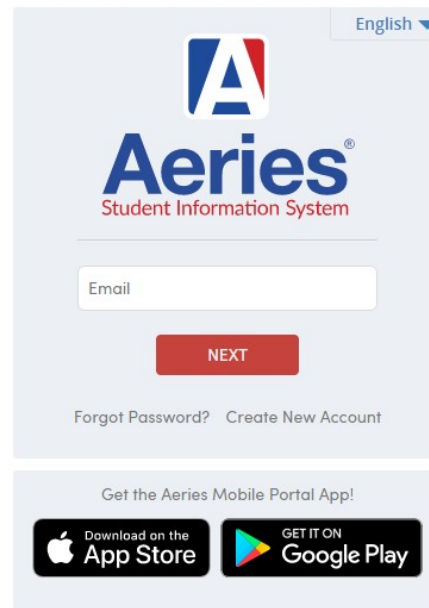 English
Aeries®
Student Information System
Email
NEXT
Forgot Password? Create New Account
Get the Aeries Mobile Portal App!
Download on the
App Store
GET IT ON
Google Play